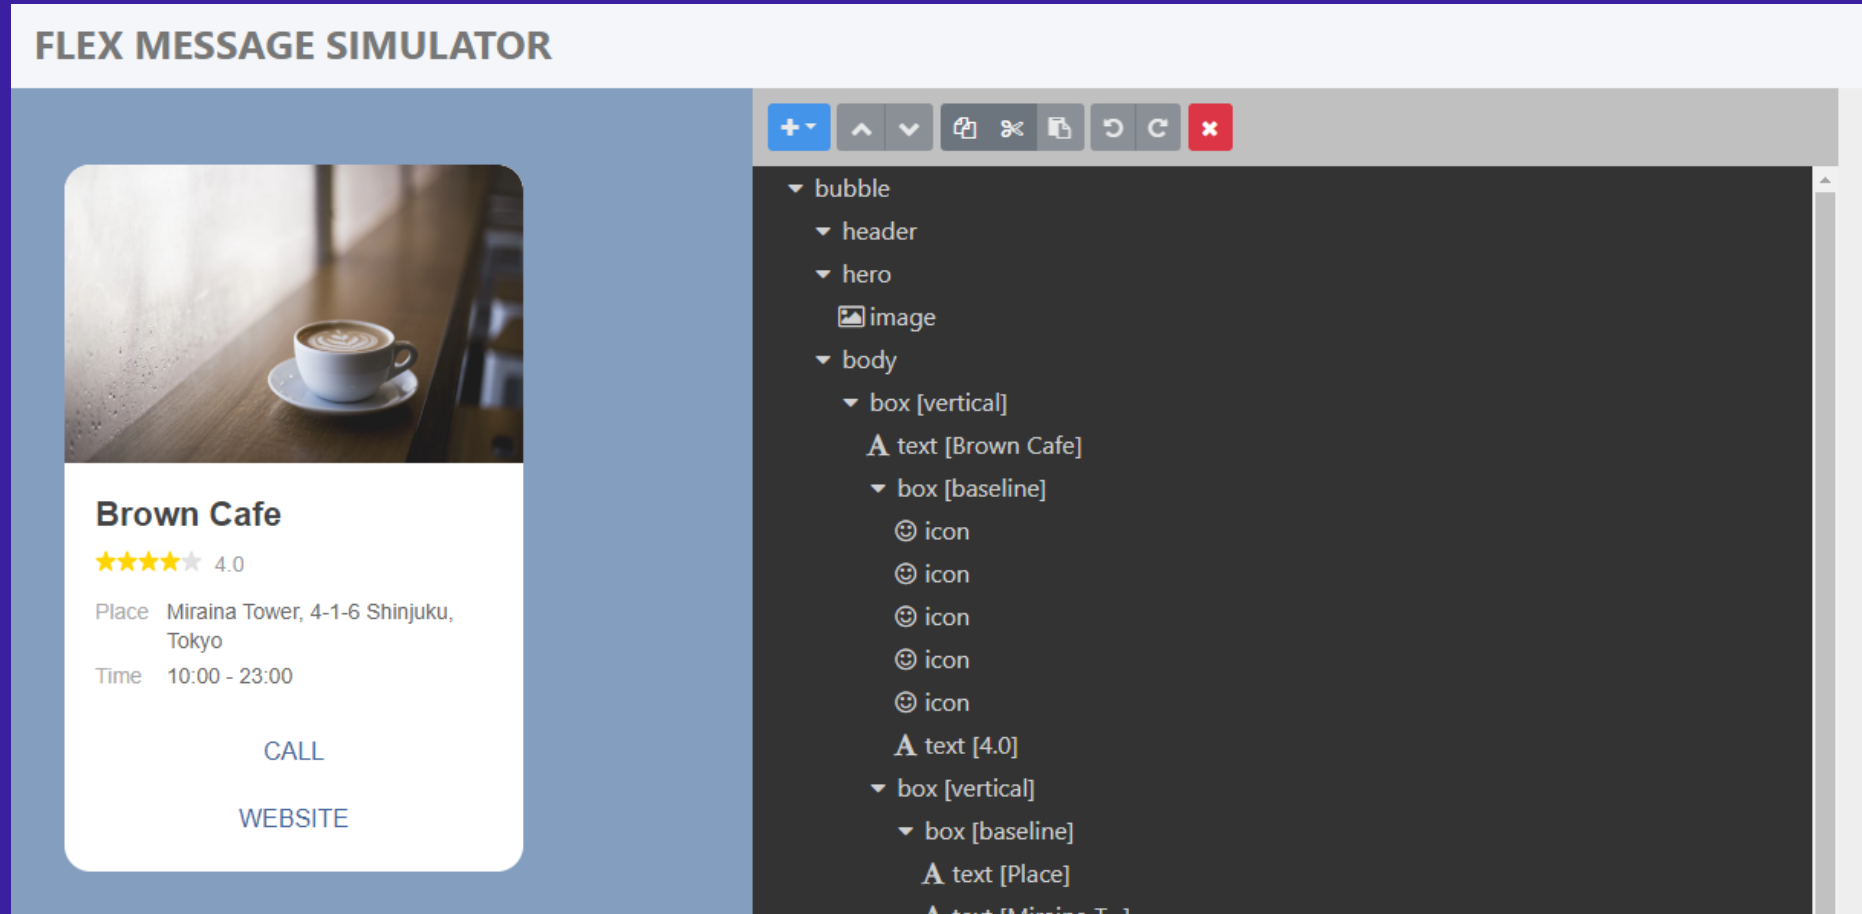 FLEX MESSAGE SIMULATOR
Brown Cafe
4.0
Place Miraina Tower, 4-1-6 Shinjuku,
Tokyo
Time 10:00 - 23:00
CALL
WEBSITE
bubble
header
hero
image
body
box [vertical]
text [Brown Cafe]
box [baseline]
icon
icon
icon
icon
icon
text [4.0]
box [vertical]
box [baseline]
text [Place]